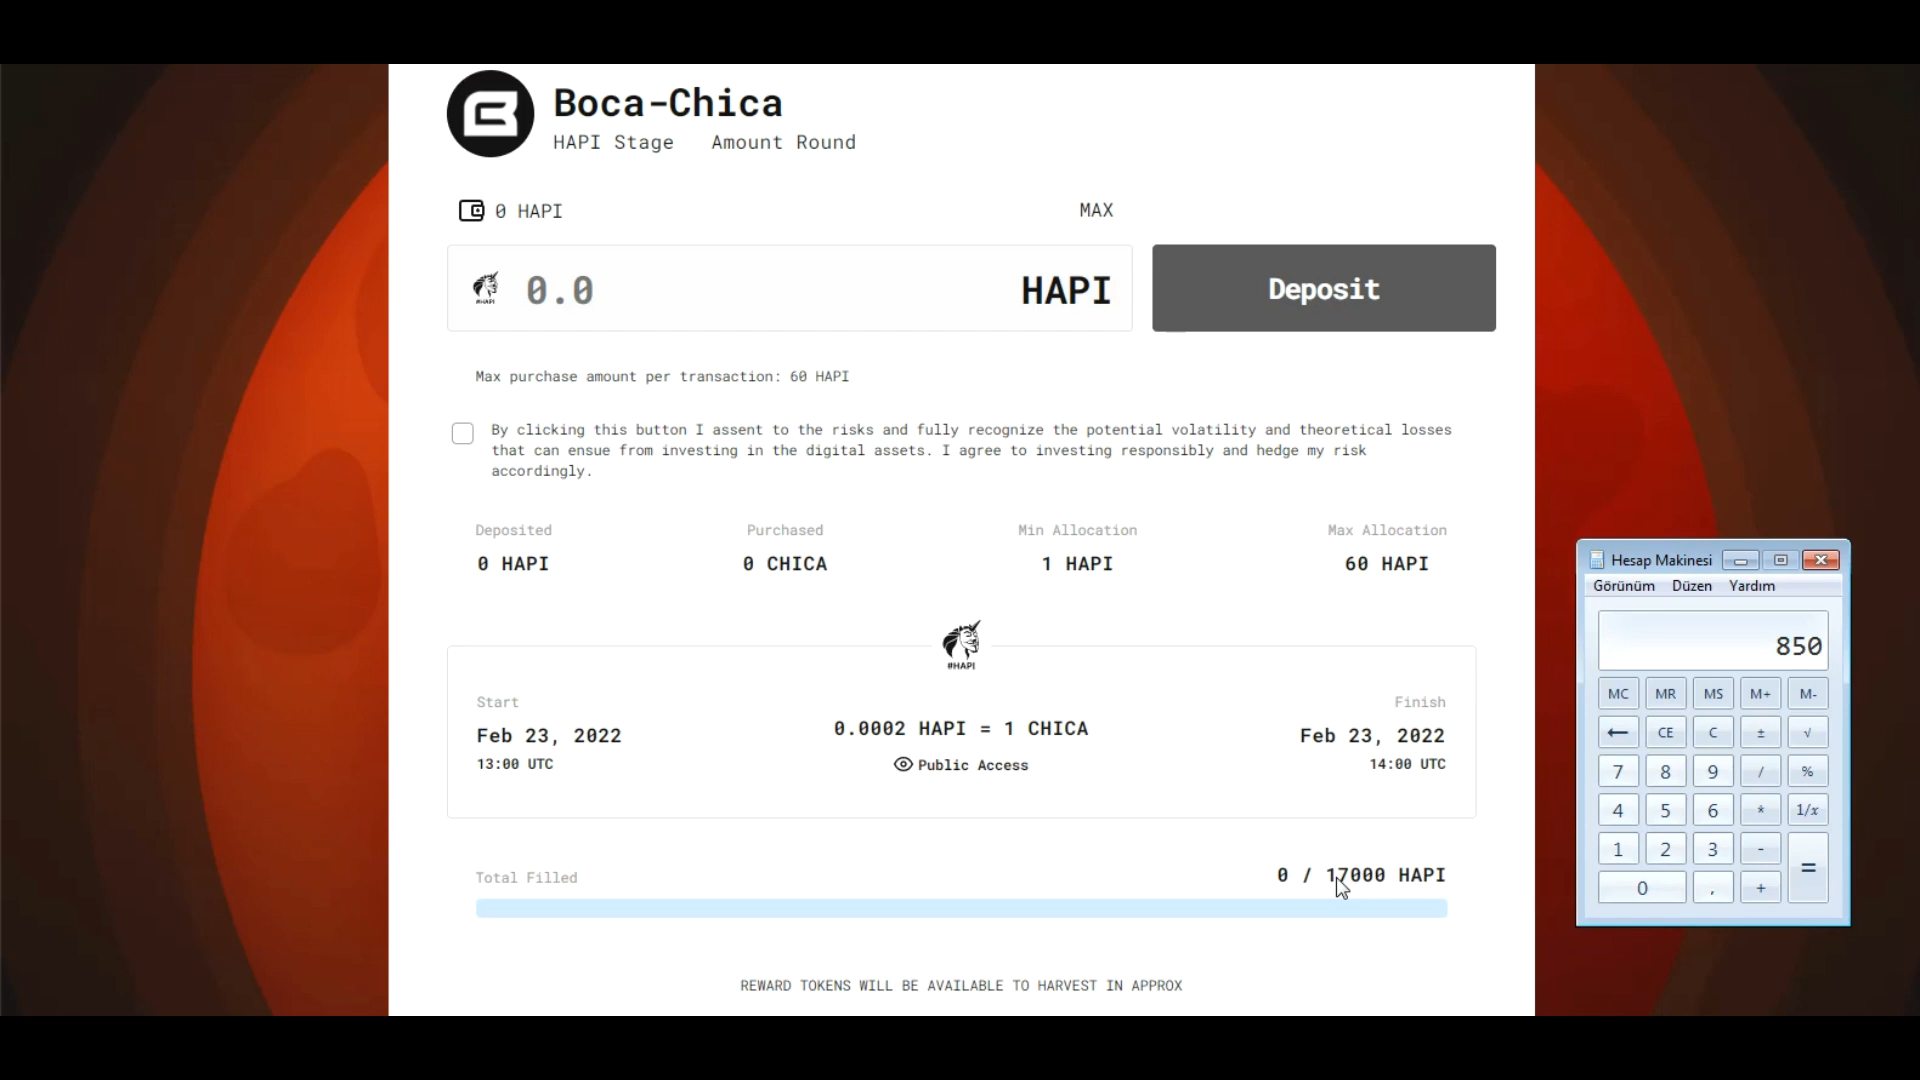 Boca-Chica
HAPI Stage Amount Round
0 HAPI MAX
0.0 HAPI
Deposit
Max purchase amount per transaction: 60 HAPI
By clicking this button I assent to the risks and fully recognize the potential volatility and theoretical losses
that can ensue from investing in the digital assets. I agree to investing responsibly and hedge my risk
accordingly.
Deposited Purchased Min Allocation Max Allocation
0 HAPI 0 CHICA 1 HAPI 60 HAPI
#HAPI
Start Finish
Feb 23, 2022 0.0002 HAPI = 1 CHICA Feb 23, 2022
13:00 UTC Public Access 14:00 UTC
Total Filled 0 / 17000 HAPI
REWARD TOKENS WILL BE AVAILABLE TO HARVEST IN APPROX
Hesap Makinesi
Görünüm Düzen Yardım
850
MC MR MS M+ M-
← CE C ± √
7 8 9 / %
4 5 6 * 1/x
1 2 3 - =
0 , +